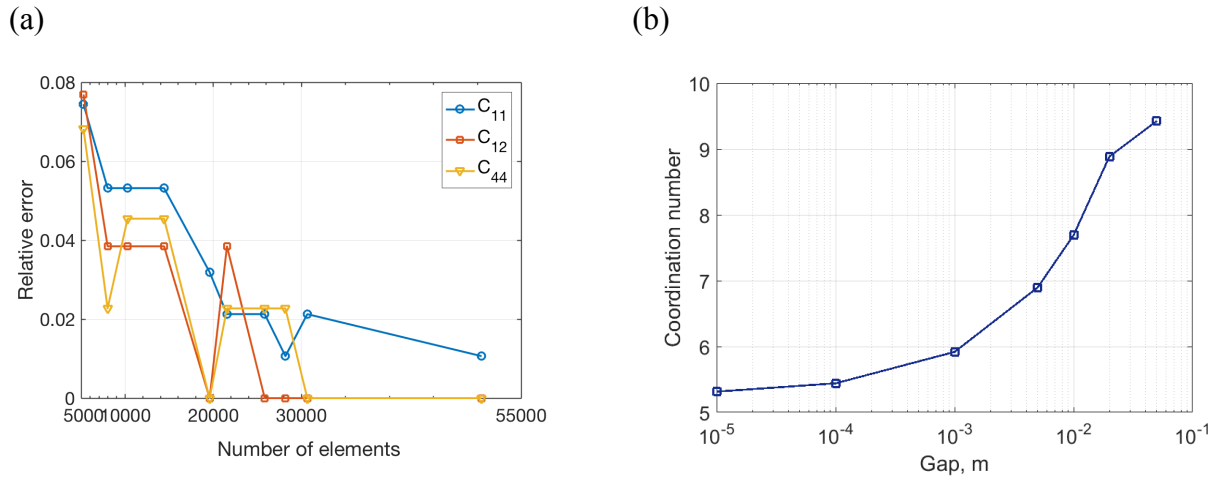 (a)
(b)
Relative error
0.08
0.06
0.04
0.02
0
5000
10000
20000
30000
55000
Number of elements
C11
C12
C44
Coordination number
10
9
8
7
6
5
10-5
10-4
10-3
10-2
10-1
Gap, m